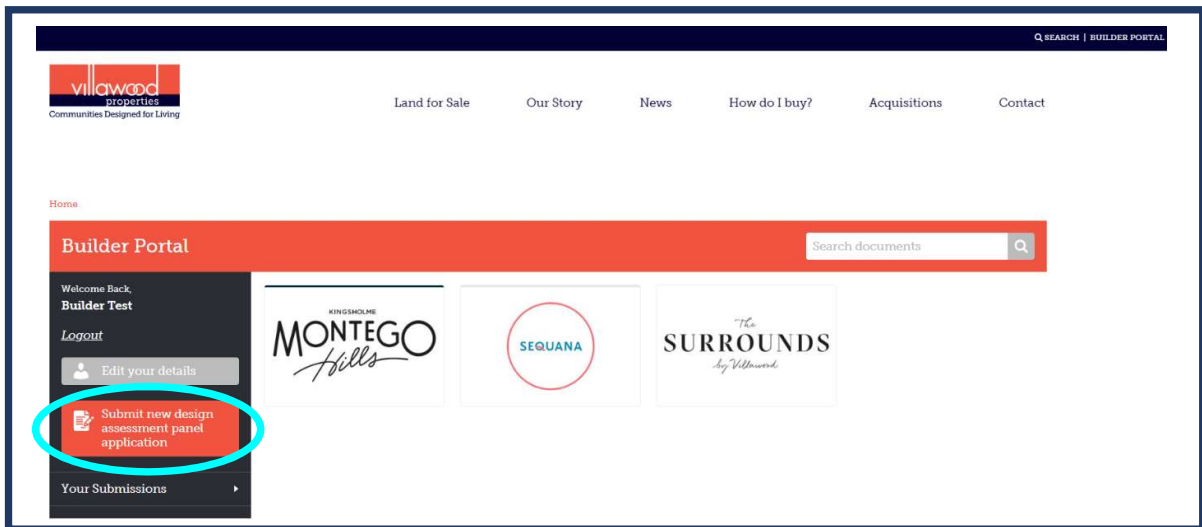 SEARCH | BUILDER PORTAL
villawood
properties
Communities Designed for Living
Land for Sale Our Story News How do I buy? Acquisitions Contact
Home
Builder Portal
Search documents
Welcome Back,
Builder Test
Logout
Edit your details
Submit new design
assessment panel
application
Your Submissions
KINGSHOLME
MONTEGO
Hills
SEQUANA
The
SURROUNDS
by Villawood